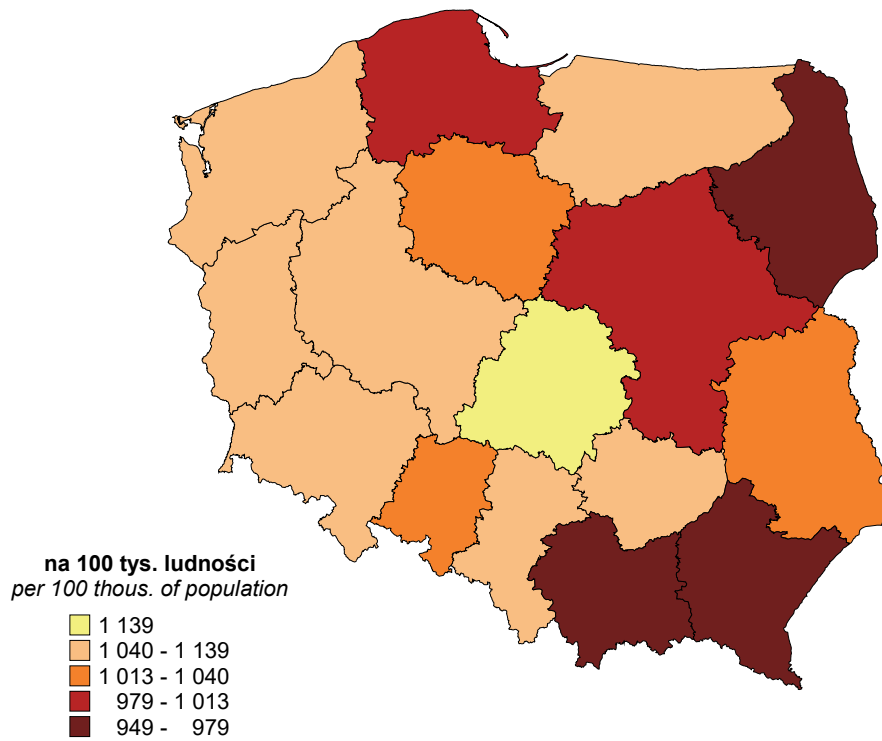 na 100 tys. ludności
per 100 thous. of population
1 139
1 040 - 1 139
1 013 - 1 040
979 - 1 013
949 - 979